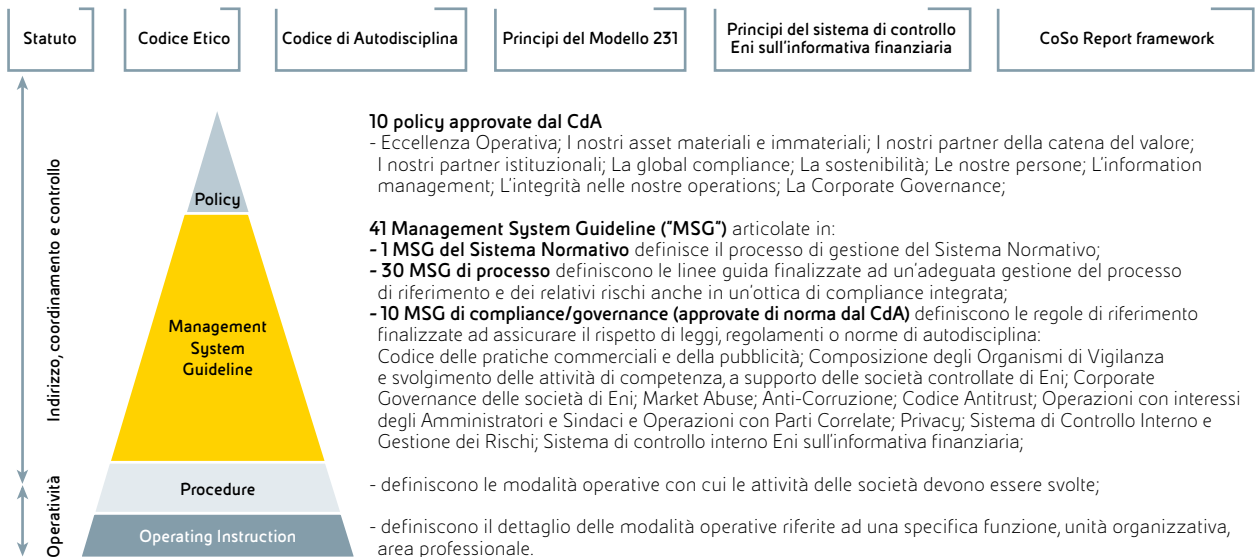 Statuto
Codice Etico
Codice di Autodisciplina
Principi del Modello 231
Principi del sistema di controllo
Eni sull'informativa finanziaria
CoSo Report framework
Indirizzo, coordinamento e controllo
Policy
10 policy approvate dal CdA
- Eccellenza Operativa; I nostri asset materiali e immateriali; I nostri partner della catena del valore;
I nostri partner istituzionali; La global compliance; La sostenibilità; Le nostre persone; L'information
management; L'integrità nelle nostre operations; La Corporate Governance;
Management
System
Guideline
41 Management System Guideline ("MSG") articolate in:
- 1 MSG del Sistema Normativo definisce il processo di gestione del Sistema Normativo;
- 30 MSG di processo definiscono le linee guida finalizzate ad un'adeguata gestione del processo
di riferimento e dei relativi rischi anche in un'ottica di compliance integrata;
- 10 MSG di compliance/governance (approvate di norma dal CdA) definiscono le regole di riferimento
finalizzate ad assicurare il rispetto di leggi, regolamenti o norme di autodisciplina:
Codice delle pratiche commerciali e della pubblicità; Composizione degli Organismi di Vigilanza
e svolgimento delle attività di competenza, a supporto delle società controllate di Eni; Corporate
Governance delle società di Eni; Market Abuse; Anti-Corruzione; Codice Antitrust; Operazioni con interessi
degli Amministratori e Sindaci e Operazioni con Parti Correlate; Privacy; Sistema di Controllo Interno e
Gestione dei Rischi; Sistema di controllo interno Eni sull'informativa finanziaria;
Operatività
Procedure
- definiscono le modalità operative con cui le attività delle società devono essere svolte;
Operating Instruction
- definiscono il dettaglio delle modalità operative riferite ad una specifica funzione, unità organizzativa,
area professionale.